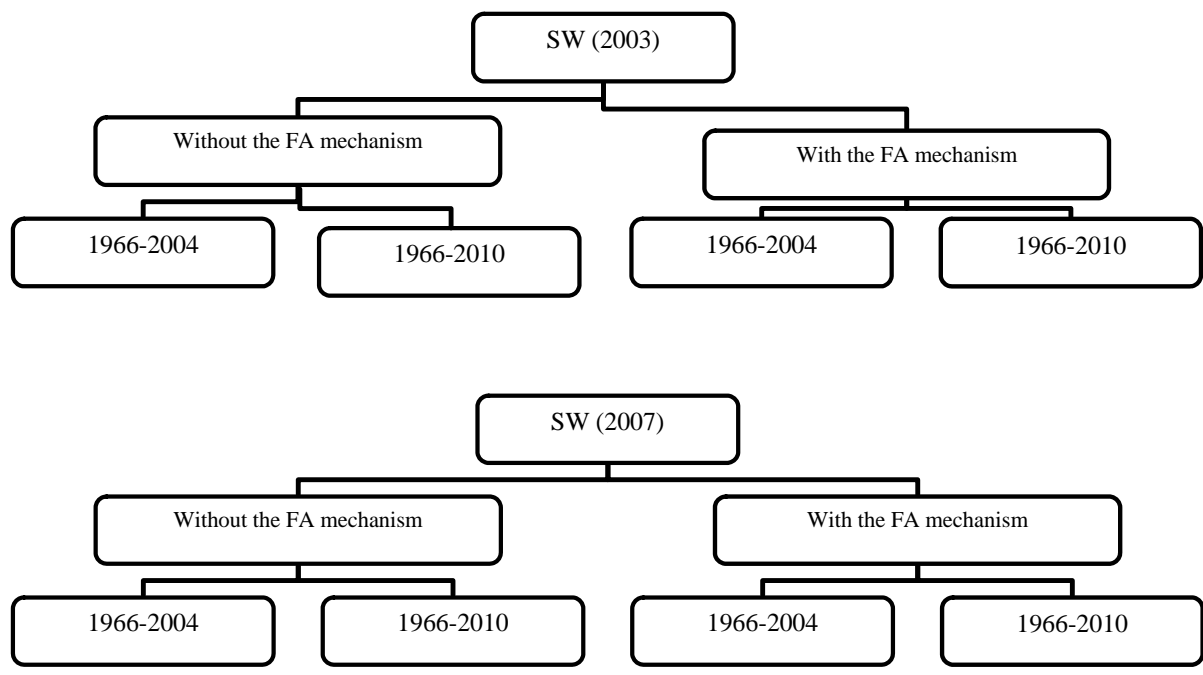 SW (2003)
Without the FA mechanism
With the FA mechanism
1966-2004
1966-2010
1966-2004
1966-2010
SW (2007)
Without the FA mechanism
With the FA mechanism
1966-2004
1966-2010
1966-2004
1966-2010